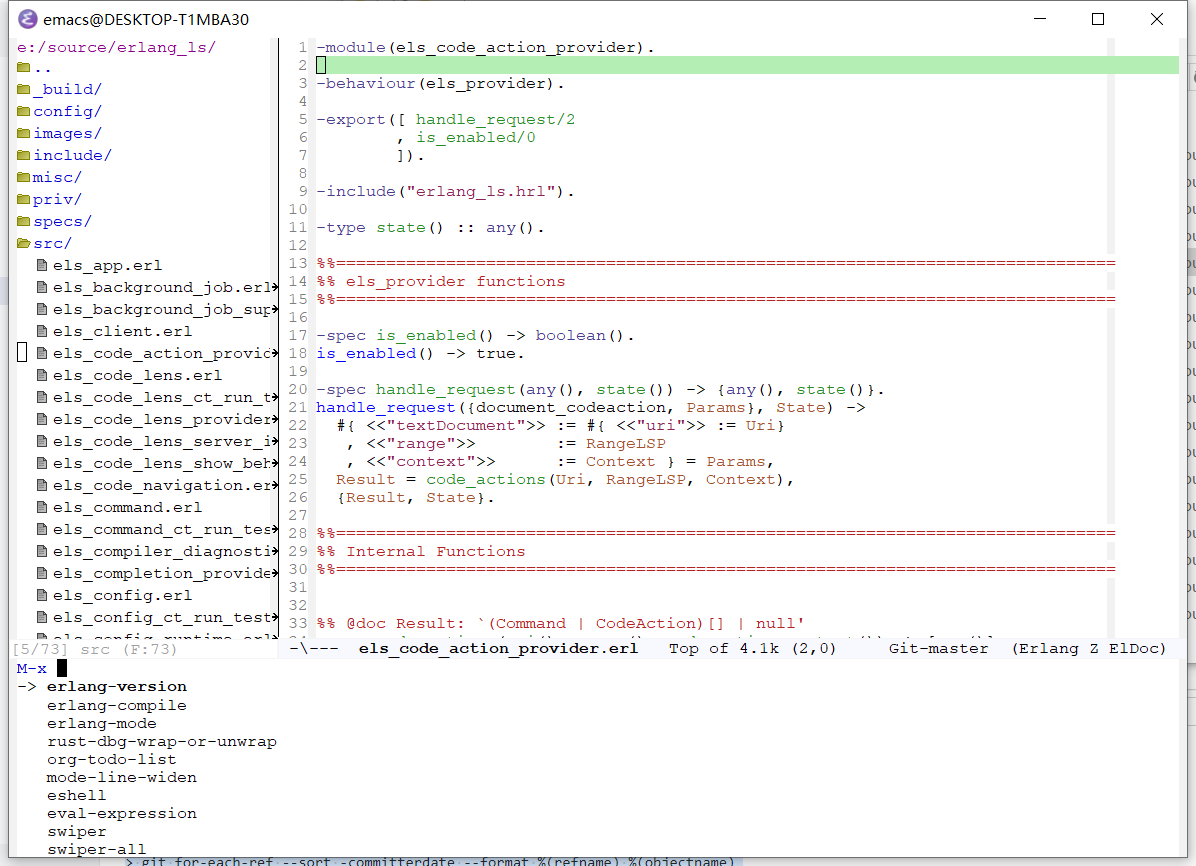 emacs@DESKTOP-T1MBA30
e:/source/erlang_ls/
..
_build/
config/
images/
include/
misc/
priv/
specs/
src/
els_app.erl
els_background_job.erl
els_background_job_sup
els_client.erl
els_code_action_provid
els_code_lens.erl
els_code_lens_ct_run_t
els_code_lens_provider
els_code_lens_server_i
els_code_lens_show_beh
els_code_navigation.er
els_command.erl
els_command_ct_run_tes
els_compiler_diagnosti
els_completion_provide
els_config.erl
els_config_ct_run_test
els_config_runtime.erl
[5/73] src (F:73)
1 -module(els_code_action_provider).
2
3 -behaviour(els_provider).
4
5 -export([ handle_request/2
6 , is_enabled/0
7 ]).
8
9 -include("erlang_ls.hrl").
10
11 -type state() :: any().
12
13 %%==============================================================================
14 %% els_provider functions
15 %%==============================================================================
16
17 -spec is_enabled() -> boolean().
18 is_enabled() -> true.
19
20 -spec handle_request(any(), state()) -> {any(), state()}.
21 handle_request({document_codeaction, Params}, State) ->
22 #{ <<"textDocument">> := #{ <<"uri">> := Uri}
23 , <<"range">> := RangeLSP
24 , <<"context">> := Context } = Params,
25 Result = code_actions(Uri, RangeLSP, Context),
26 {Result, State}.
27
28 %%==============================================================================
29 %% Internal Functions
30 %%==============================================================================
31
32
33 %% @doc Result: `(Command | CodeAction)[] | null'
-\--- els_code_action_provider.erl Top of 4.1k (2,0) Git-master (Erlang Z ElDoc)
M-x
-> erlang-version
erlang-compile
erlang-mode
rust-dbg-wrap-or-unwrap
org-todo-list
mode-line-widen
eshell
eval-expression
swiper
swiper-all
> git for-each-ref --sort -committerdate --format %(refname) %(objectname)